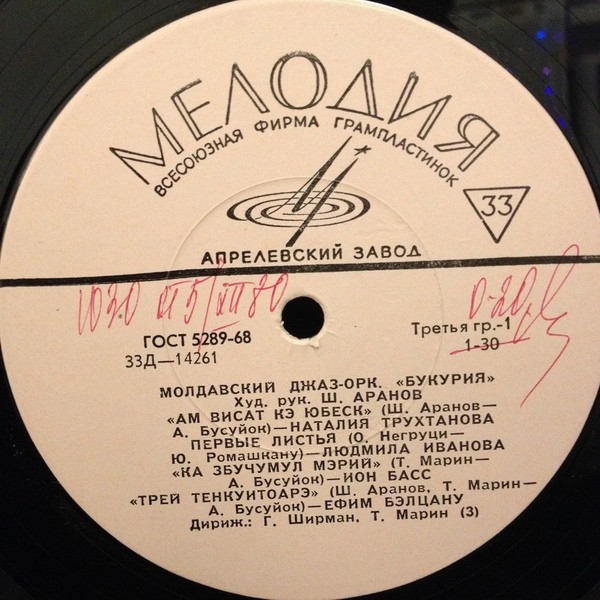 МЕЛОДИЯ
ВСЕСОЮЗНАЯ ФИРМА ГРАМПЛАСТИНОК
33
АПРЕЛЕВСКИЙ ЗАВОД
ГОСТ 5289-68
Третья гр.-1
33Д—14261
1-30
МОЛДАВСКИЙ ДЖАЗ-ОРК. «БУКУРИЯ»
Худ. рук. Ш. АРАНОВ
«АМ ВИСАТ КЭ ЮБЕСК» (Ш. Аранов—
А. Бусуйок)—НАТАЛИЯ ТРУХТАНОВА
ПЕРВЫЕ ЛИСТЬЯ (О. Негруци—
Ю. Ромашкану)—ЛЮДМИЛА ИВАНОВА
«КА ЗБУЧУМУЛ МЭРИЙ» (Т. Марин—
А. Бусуйок)—ИОН БАСС
«ТРЕЙ ТЕНКУИТОАРЭ» (Ш. Аранов, Т. Марин—
А. Бусуйок)—ЕФИМ БЭЛЦАНУ
Дириж.: Г. Ширман, Т. Марин (3)